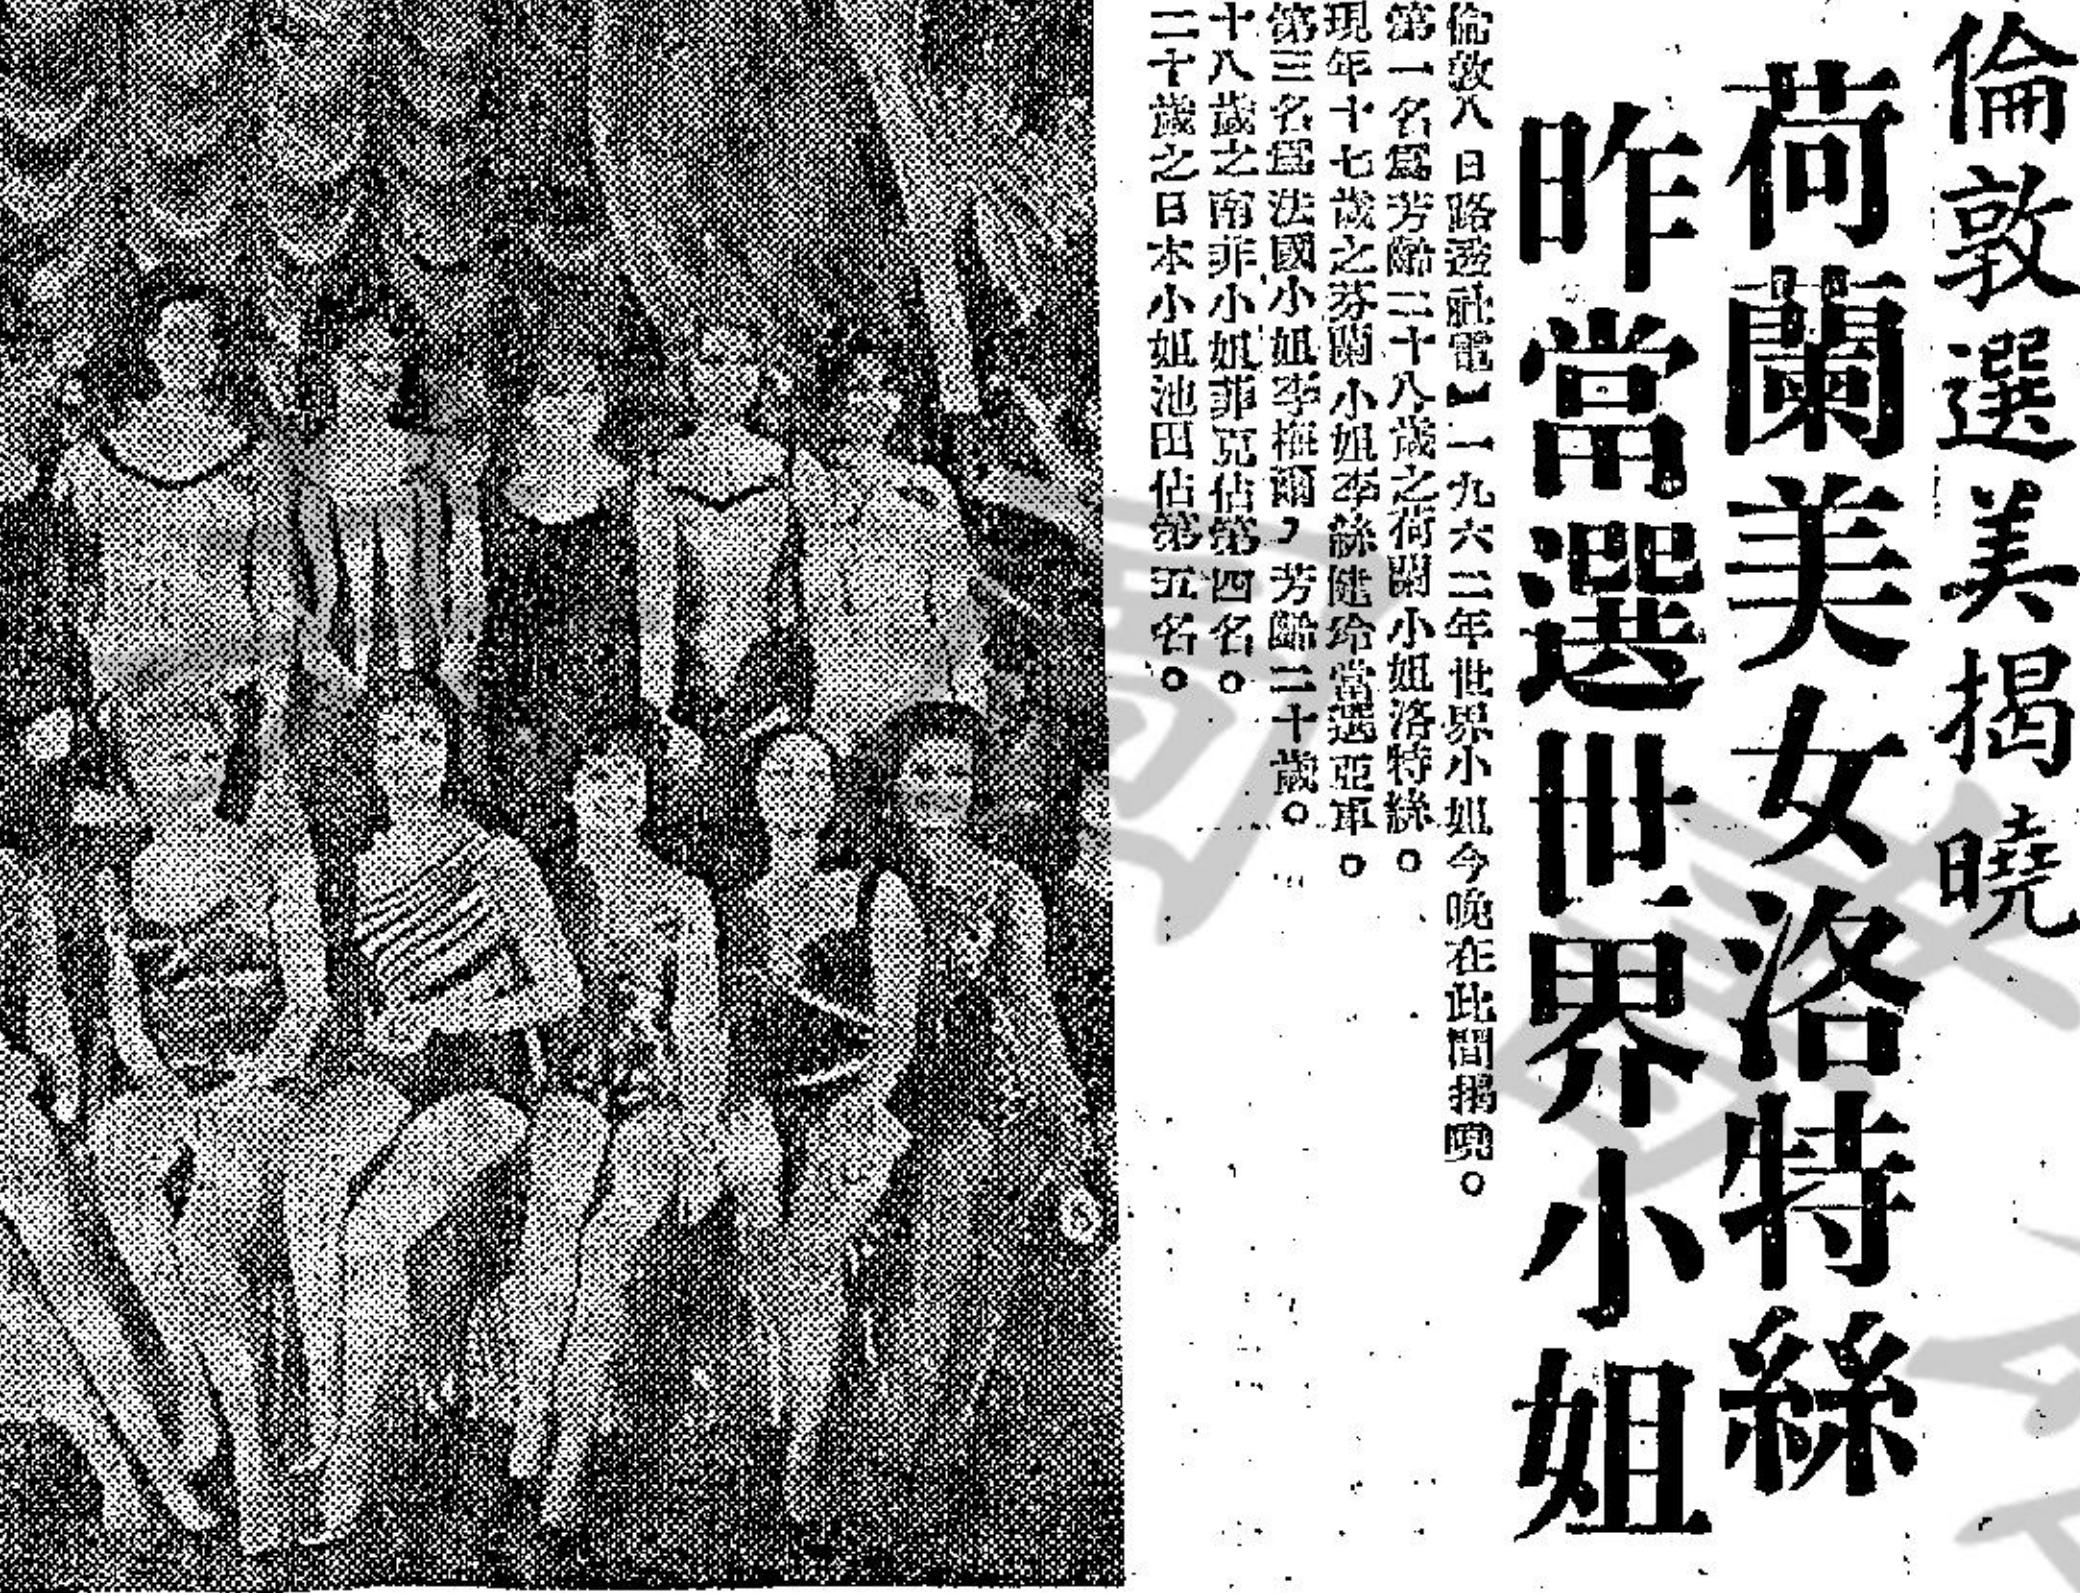 倫敦選美揭曉
荷蘭美女洛特絲
昨當選世界小姐
倫敦八日路透社電】一九六二年世界小姐今晚在此間揭曉。
第一名爲芳齡二十八歲之荷蘭小姐洛特絲。
現年十七歲之芬蘭小姐李絲健玲當選亞軍。
第三名爲法國小姐李梅爾，芳齡二十歲。
十八歲之南非小姐菲克佔第四名。
二十歲之日本小姐池田佔第五名。